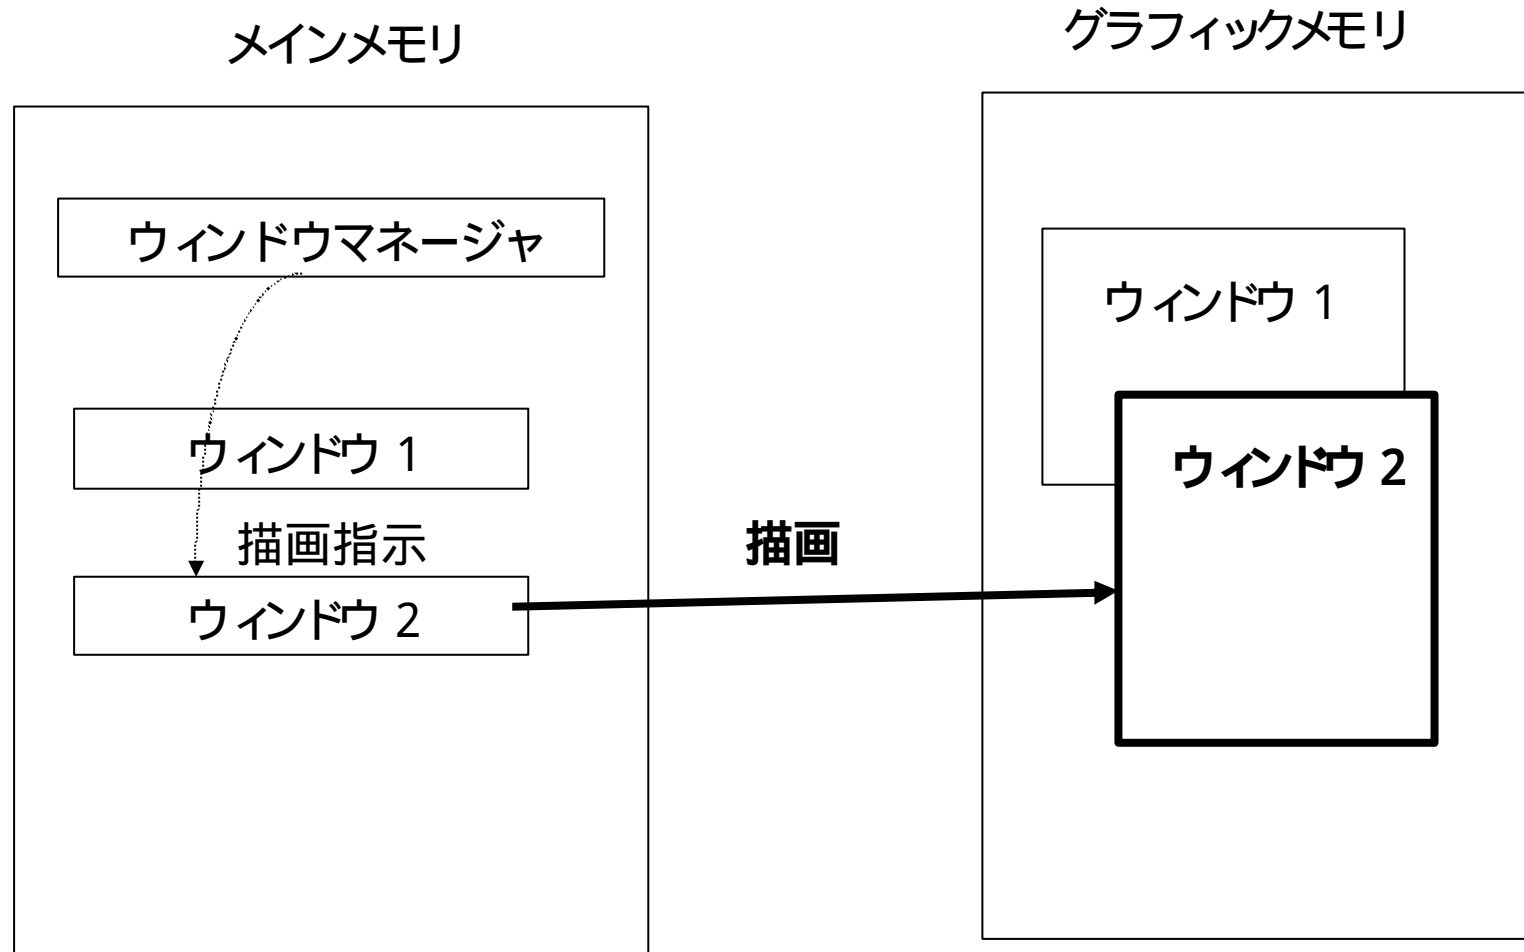 メインメモリ
グラフィックメモリ
ウィンドウマネージャ
ウィンドウ 1
描画指示
ウィンドウ 2
描画
ウィンドウ 1
ウィンドウ 2